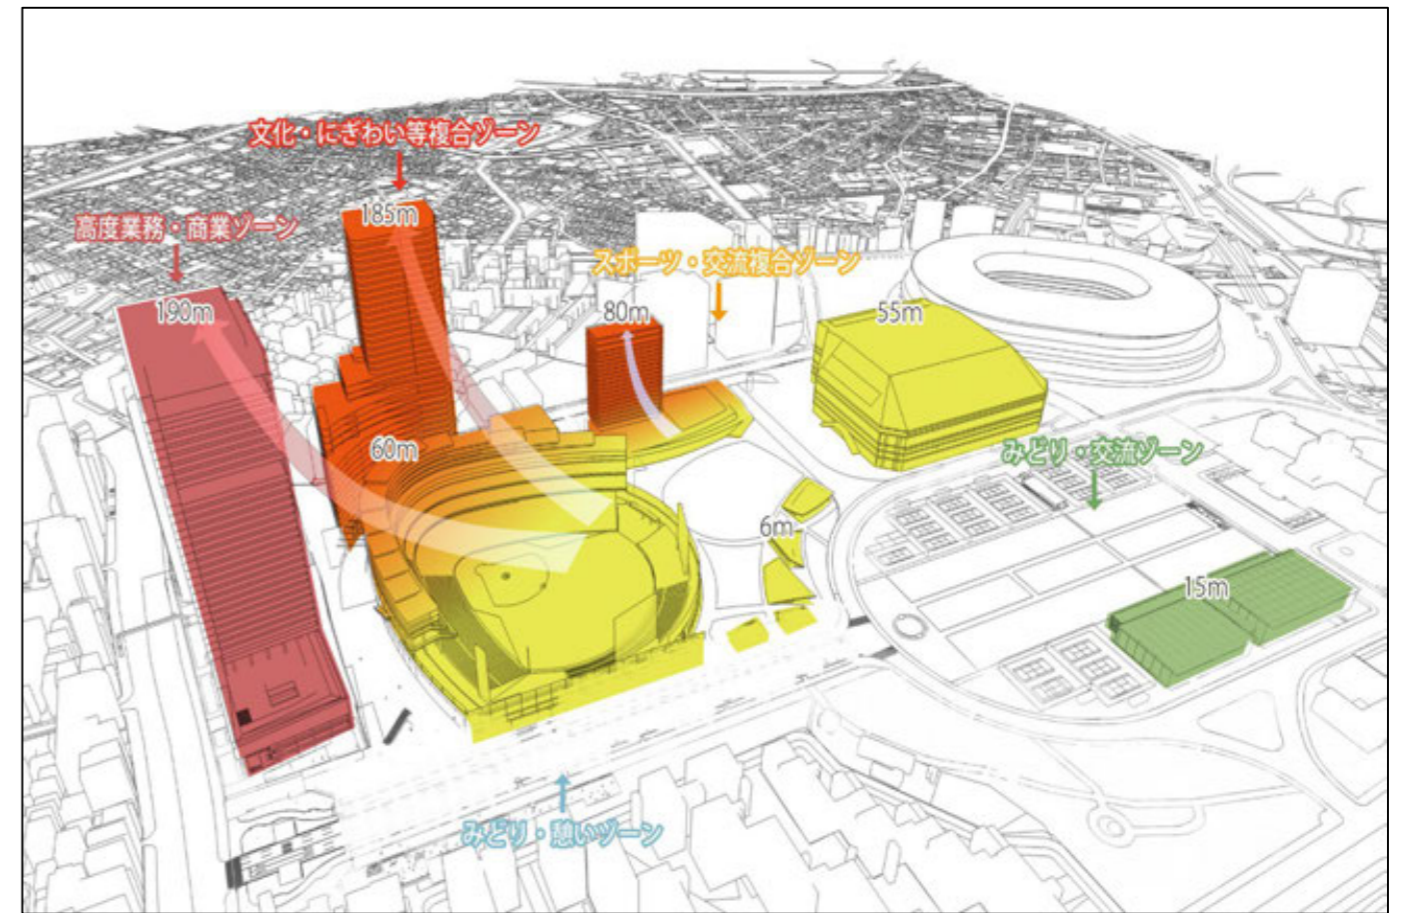 文化・にぎわい等複合ゾーン
185m
高度業務・商業ゾーン
190m
スポーツ・交流複合ゾーン
80m
55m
60m
みどり・交流ゾーン
6m
15m
みどり・憩いゾーン